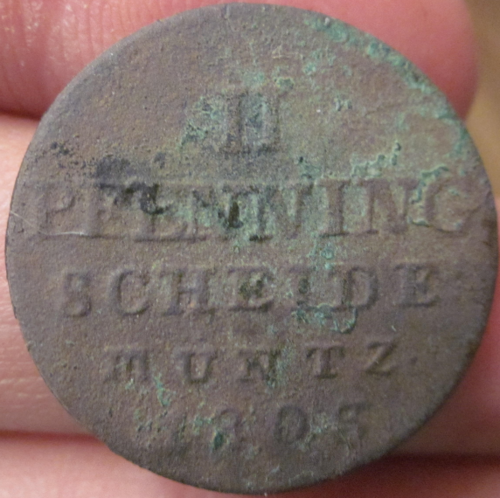 II
PFENNING
SCHEIDE
MUNTZ.